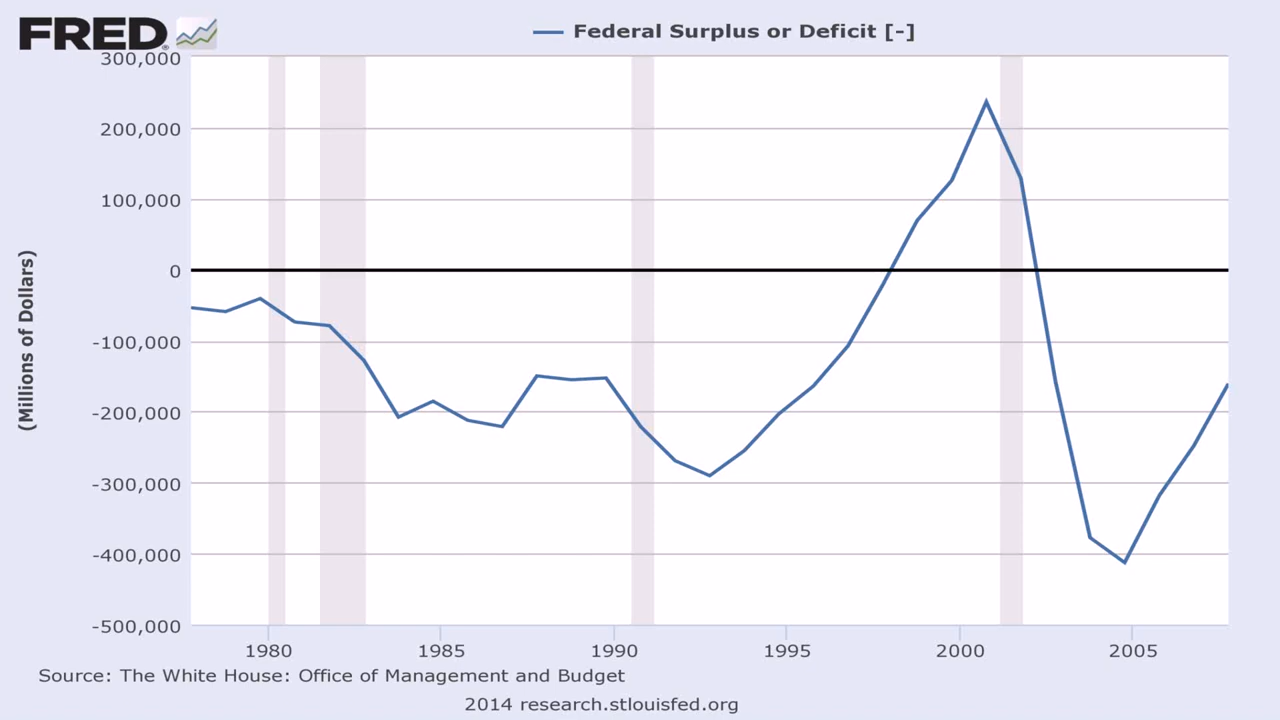 FRED
Federal Surplus or Deficit [-]
300,000
200,000
100,000
0
-100,000
-200,000
-300,000
-400,000
-500,000
(Millions of Dollars)
1980 1985 1990 1995 2000 2005
Source: The White House: Office of Management and Budget
2014 research.stlouisfed.org